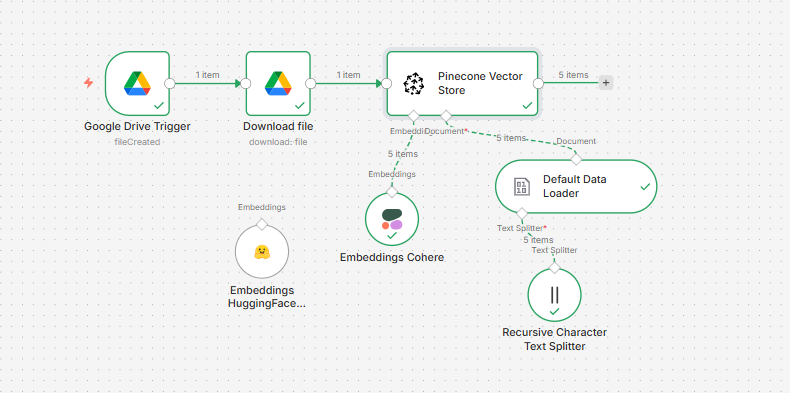 1 item
1 item
Pinecone Vector
Store
5 items
+
Google Drive Trigger
fileCreated
Download file
download: file
Document*
5 items
Document
5 items
Embeddings
Default Data
Loader
Embeddings
Text Splitter*
5 items
Text Splitter
Embeddings Cohere
Embeddings
HuggingFace...
Recursive Character
Text Splitter